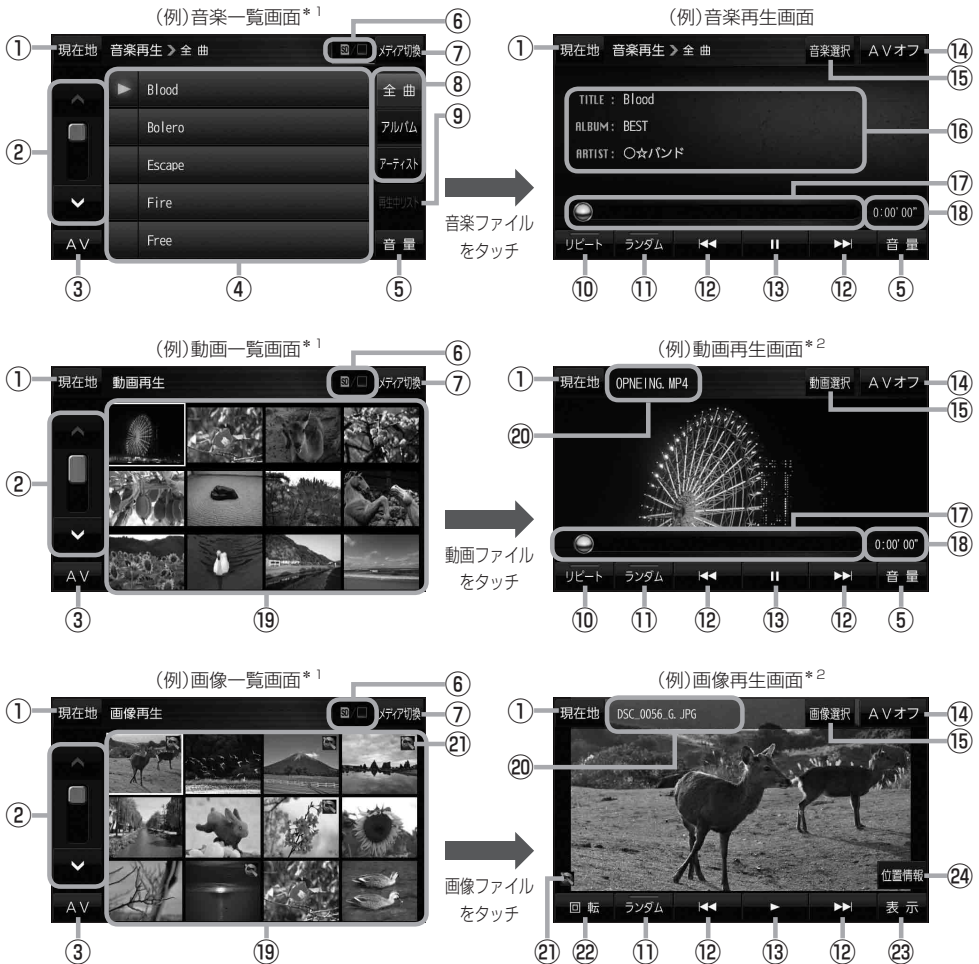 (例)音楽一覧画面*1
⑥
(例)音楽再生画面
① 現在地 音楽再生 > 全 曲 メディア切換 ⑦
① 現在地 音楽再生 > 全 曲 音楽選択 AVオフ ⑭
⑮
▶ Blood
Bolero
Escape
Fire
Free
全 曲 ⑧
アルバム ⑨
アーティスト
再生中リスト
②
AV
音 量
③ ④ ⑤
音楽ファイル
をタッチ
TITLE : Blood
ALBUM: BEST
ARTIST: ○☆バンド
⑯
⑰
0:00'00" ⑱
リピート ランダム 音 量
⑩ ⑪ ⑫ ⑬ ⑫ ⑤
(例)動画一覧画面*1
⑥
(例)動画再生画面*2
① 現在地 動画再生 メディア切換 ⑦
① 現在地 OPNEING.MP4 動画選択 AVオフ ⑭
⑮
⑳
②
AV
③ ⑲
動画ファイル
をタッチ
⑰
0:00'00" ⑱
リピート ランダム 音 量
⑩ ⑪ ⑫ ⑬ ⑫ ⑤
(例)画像一覧画面*1
⑥
(例)画像再生画面*2
① 現在地 画像再生 メディア切換 ⑦
㉑
① 現在地 DSC_0056_G.JPG 画像選択 AVオフ ⑭
⑮
⑳
②
AV
③ ⑲
画像ファイル
をタッチ
位置情報 ㉔
回 転 ランダム 表 示
㉑ ㉒ ⑪ ⑫ ⑬ ⑫ ㉓